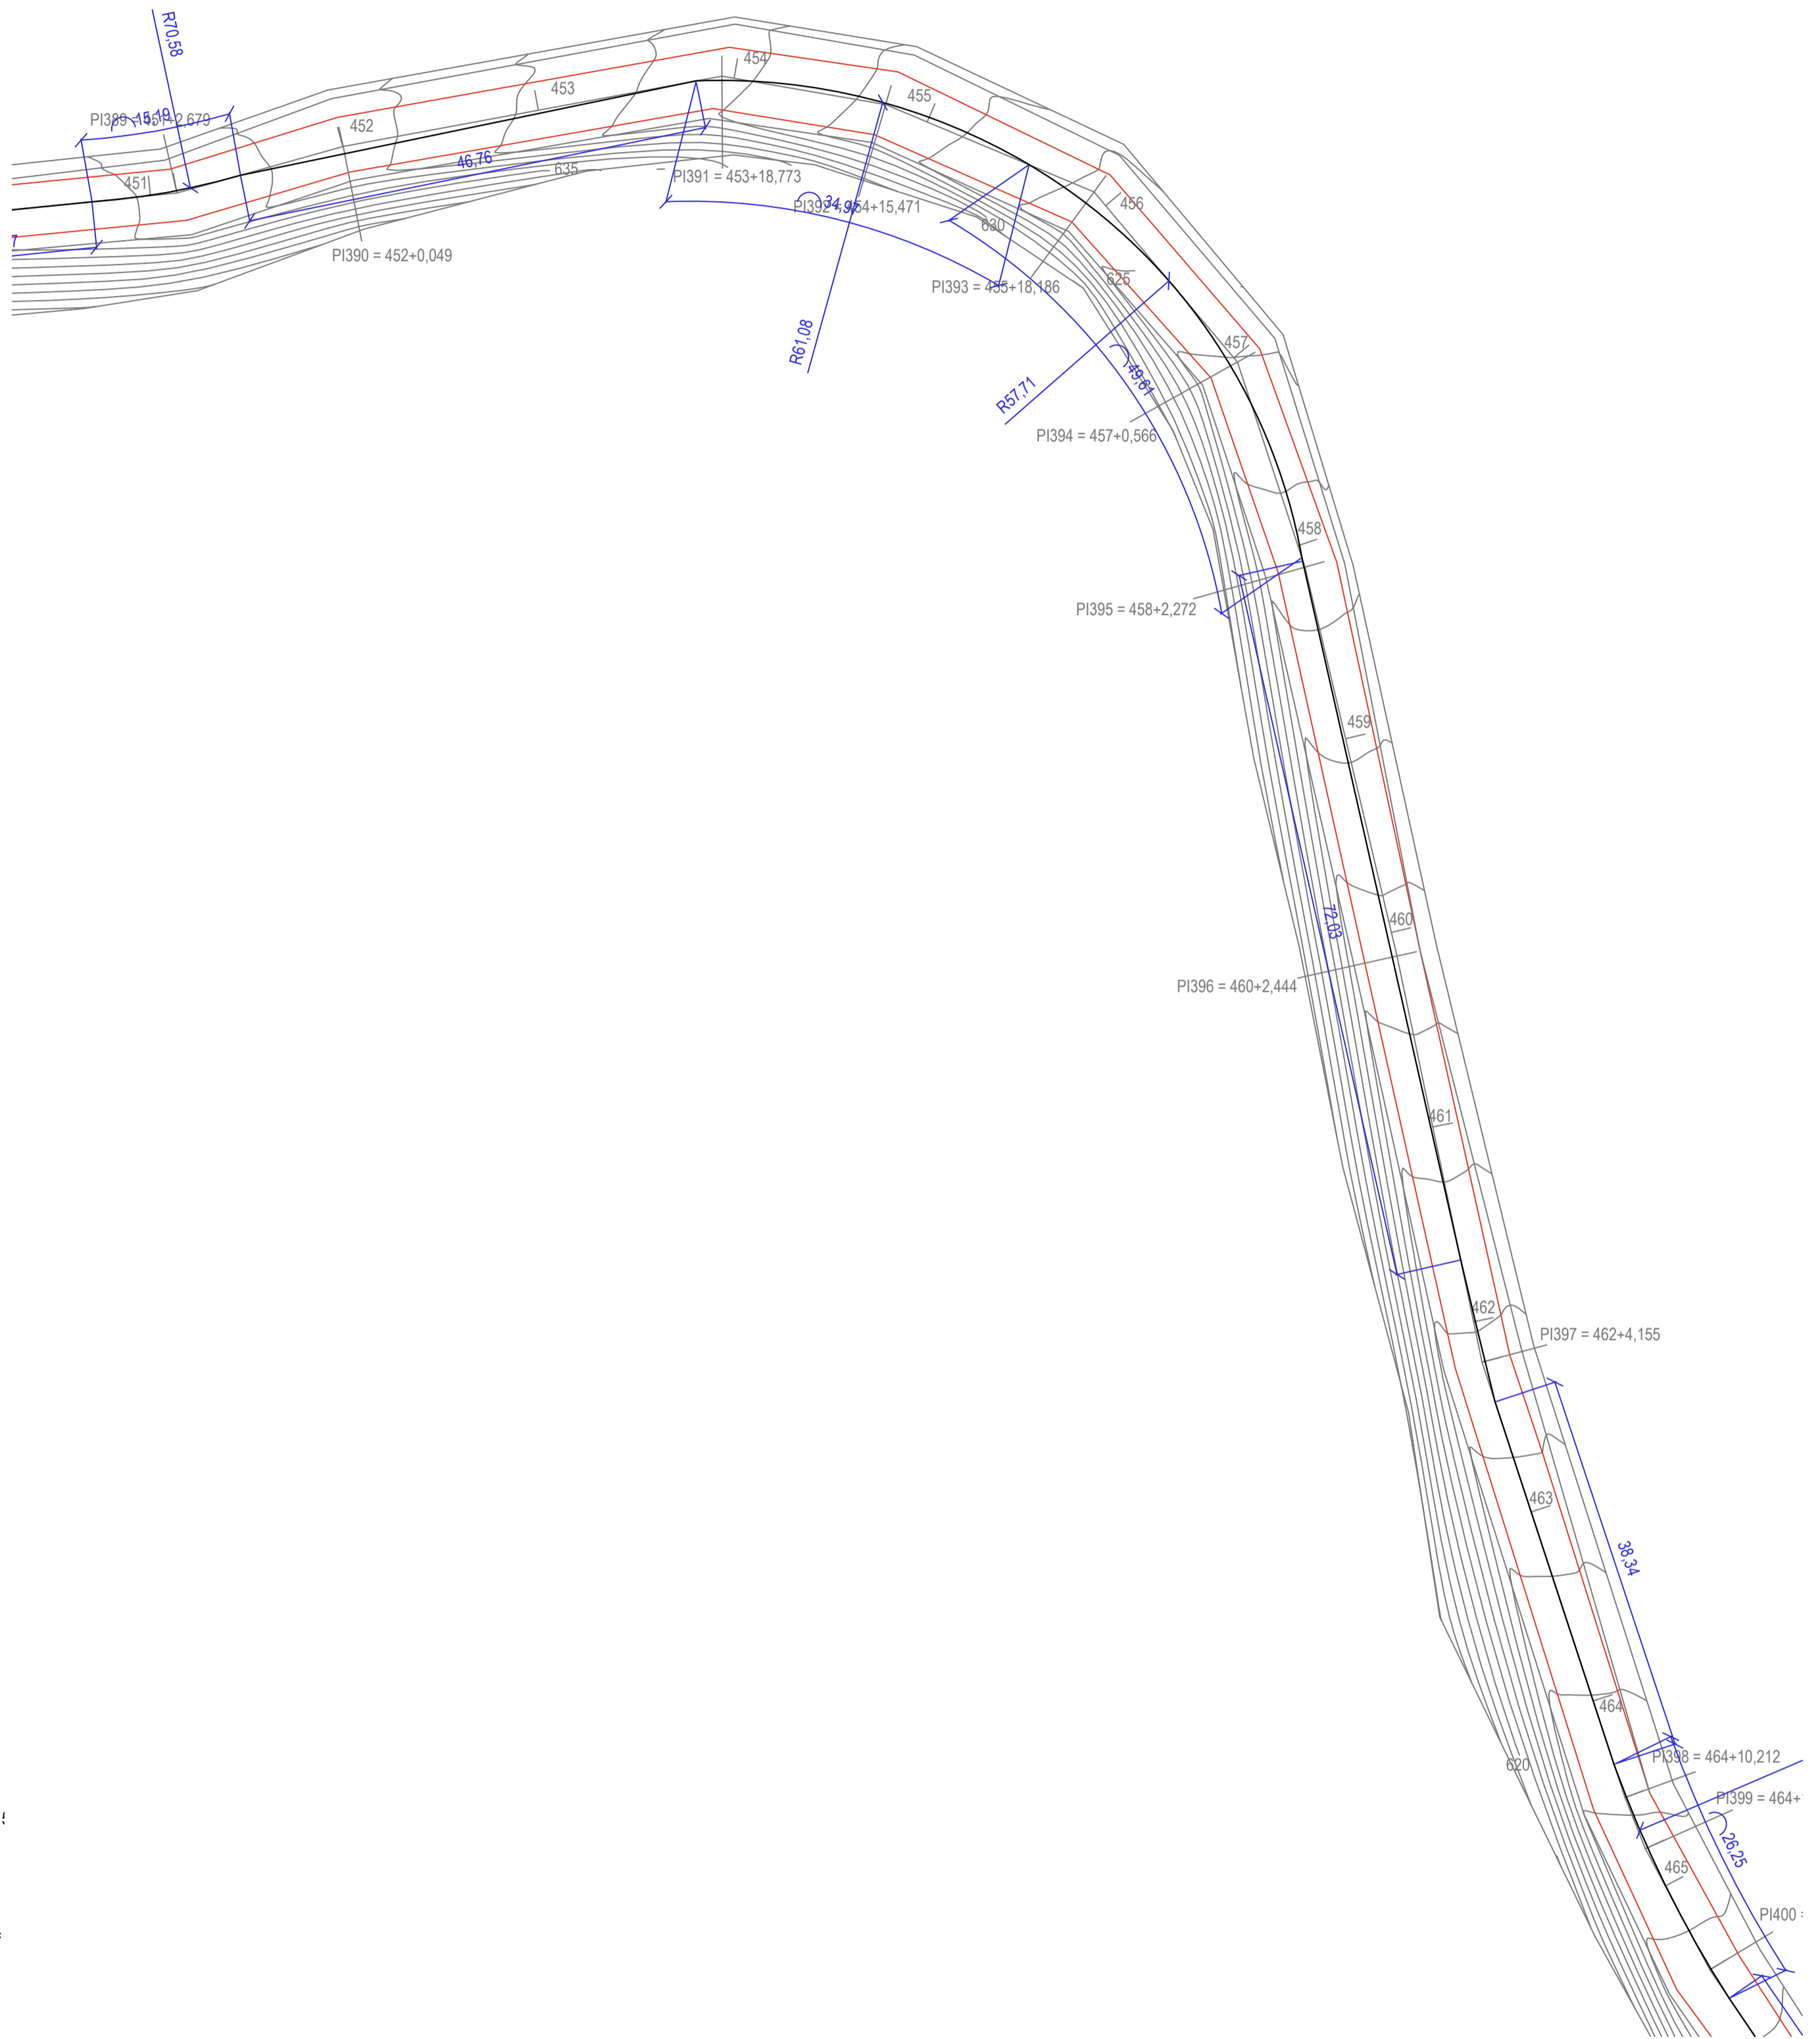 R70,58
454
453
455
15,19
PI389 = 451+2,679
452
46,76
635
PI391 = 453+18,773
451
34,97
PI392 = 454+15,471
456
630
7
PI390 = 452+0,049
625
PI393 = 455+18,186
R61,08
457
49,61
R57,71
PI394 = 457+0,566
458
PI395 = 458+2,272
459
72,03
460
PI396 = 460+2,444
461
462
PI397 = 462+4,155
463
38,34
464
PI398 = 464+10,212
620
PI399 = 464+
26,25
465
PI400 =